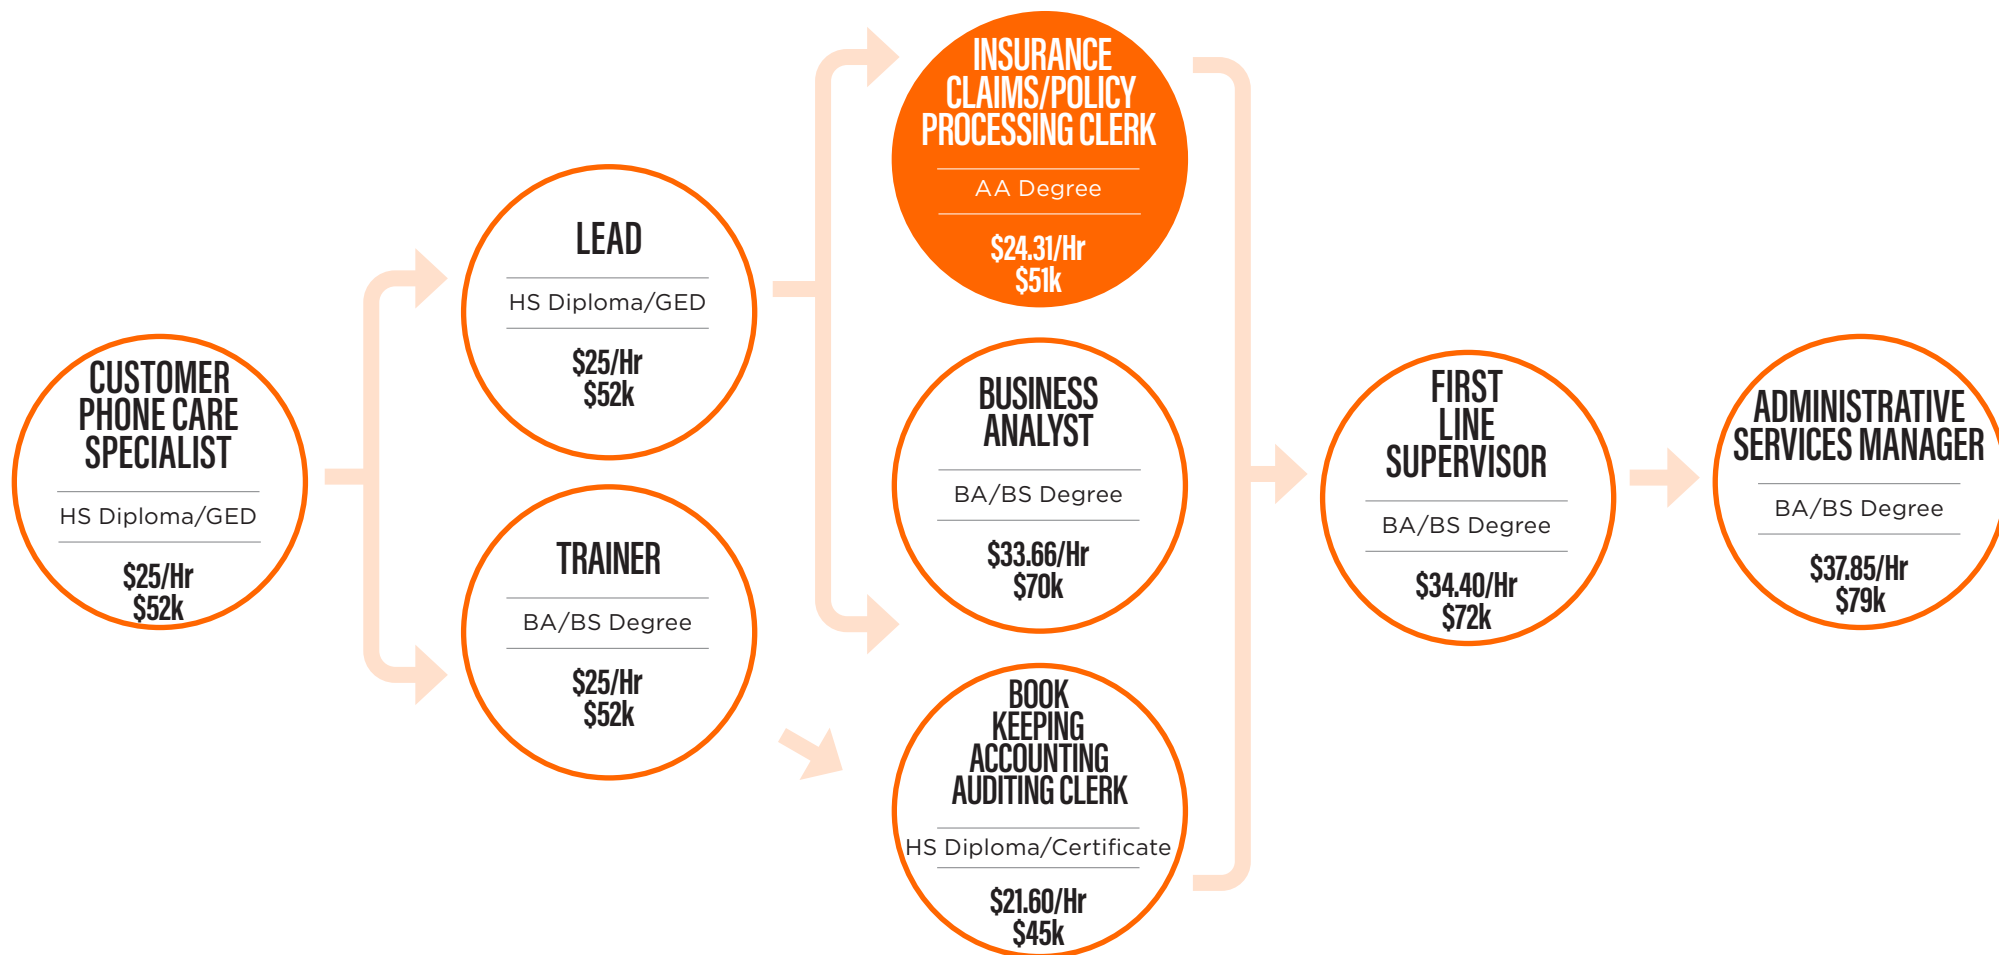 CUSTOMER
PHONE CARE
SPECIALIST
HS Diploma/GED
$25/Hr
$52k
LEAD
HS Diploma/GED
$25/Hr
$52k
TRAINER
BA/BS Degree
$25/Hr
$52k
INSURANCE
CLAIMS/POLICY
PROCESSING CLERK
AA Degree
$24.31/Hr
$51k
BUSINESS
ANALYST
BA/BS Degree
$33.66/Hr
$70k
BOOK
KEEPING
ACCOUNTING
AUDITING CLERK
HS Diploma/Certificate
$21.60/Hr
$45k
FIRST
LINE
SUPERVISOR
BA/BS Degree
$34.40/Hr
$72k
ADMINISTRATIVE
SERVICES MANAGER
BA/BS Degree
$37.85/Hr
$79k